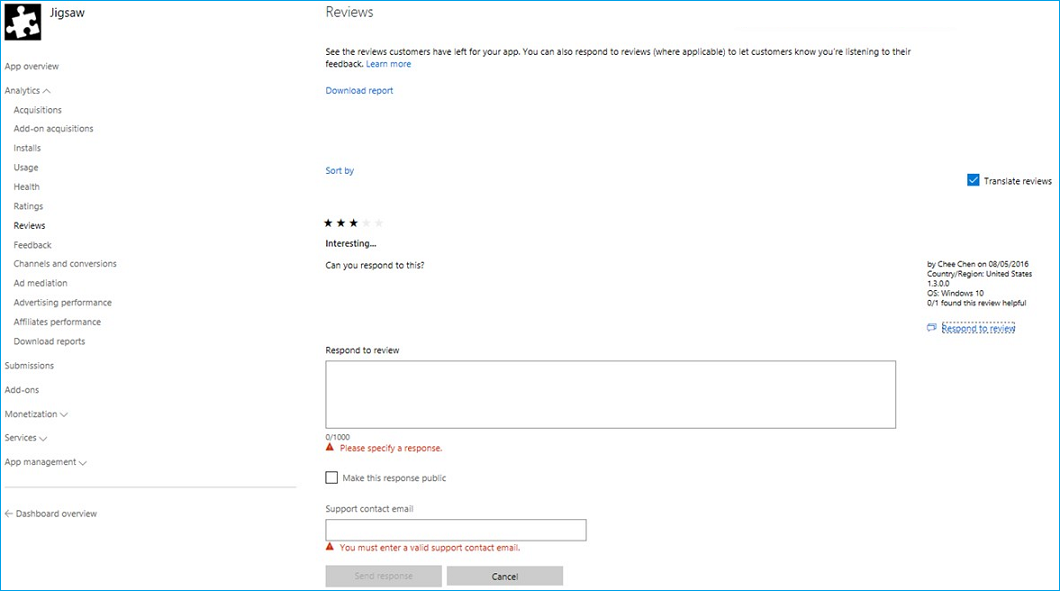 Jigsaw
App overview
Analytics
Acquisitions
Add-on acquisitions
Installs
Usage
Health
Ratings
Reviews
Feedback
Channels and conversions
Ad mediation
Advertising performance
Affiliates performance
Download reports
Submissions
Add-ons
Monetization
Services
App management
Dashboard overview
Reviews
See the reviews customers have left for your app. You can also respond to reviews (where applicable) to let customers know you're listening to their
feedback. Learn more
Download report
Sort by
Translate reviews
Interesting...
Can you respond to this?
by Chee Chen on 08/05/2016
Country/Region: United States
1.3.0.0
OS: Windows 10
0/1 found this review helpful
Respond to review
Respond to review
0/1000
Please specify a response.
Make this response public
Support contact email
You must enter a valid support contact email.
Send response
Cancel